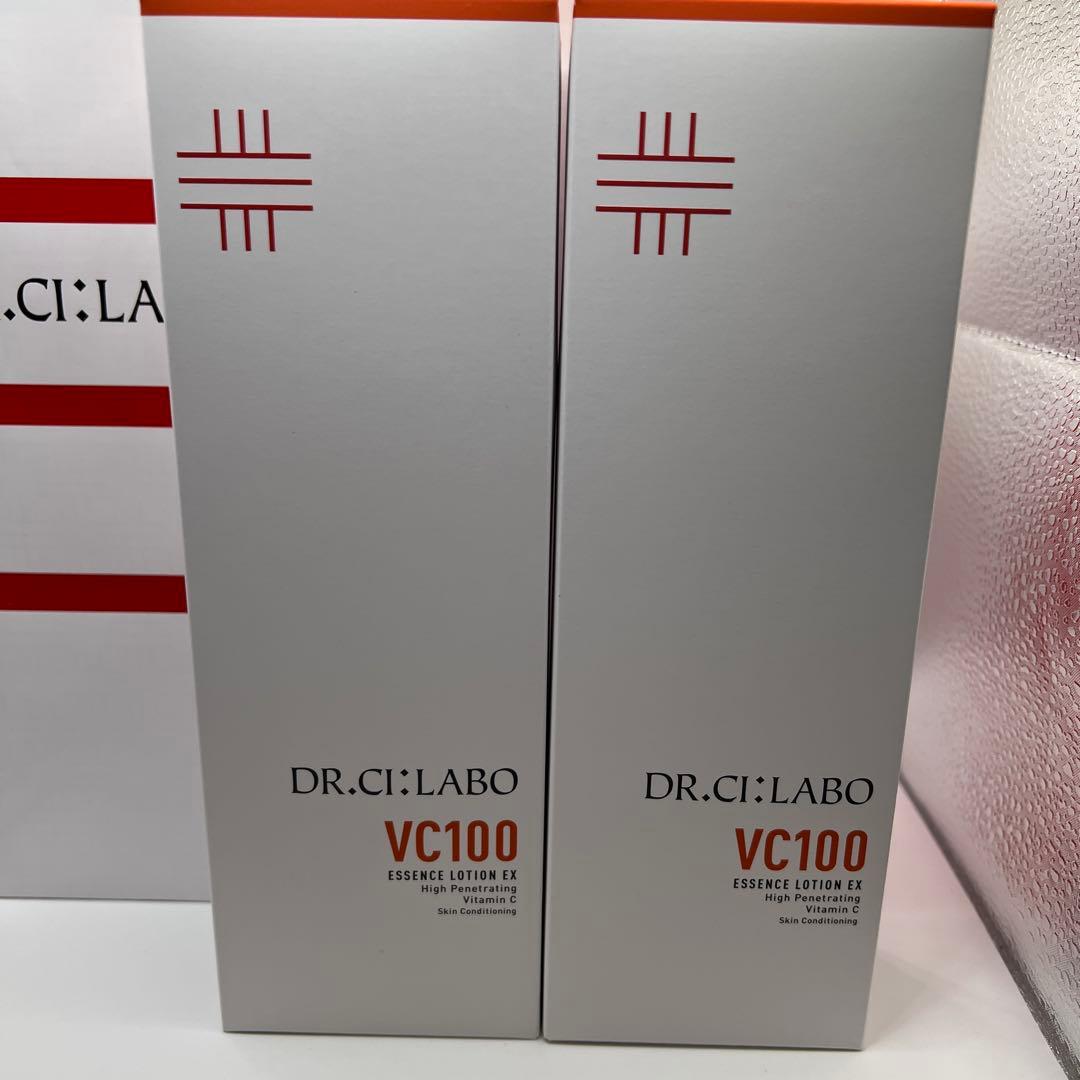 .CI:LA
DR.CI:LABO
VC100
ESSENCE LOTION EX
High Penetrating
Vitamin C
Skin Conditioning
DR.CI:LABO
VC100
ESSENCE LOTION EX
High Penetrating
Vitamin C
Skin Conditioning